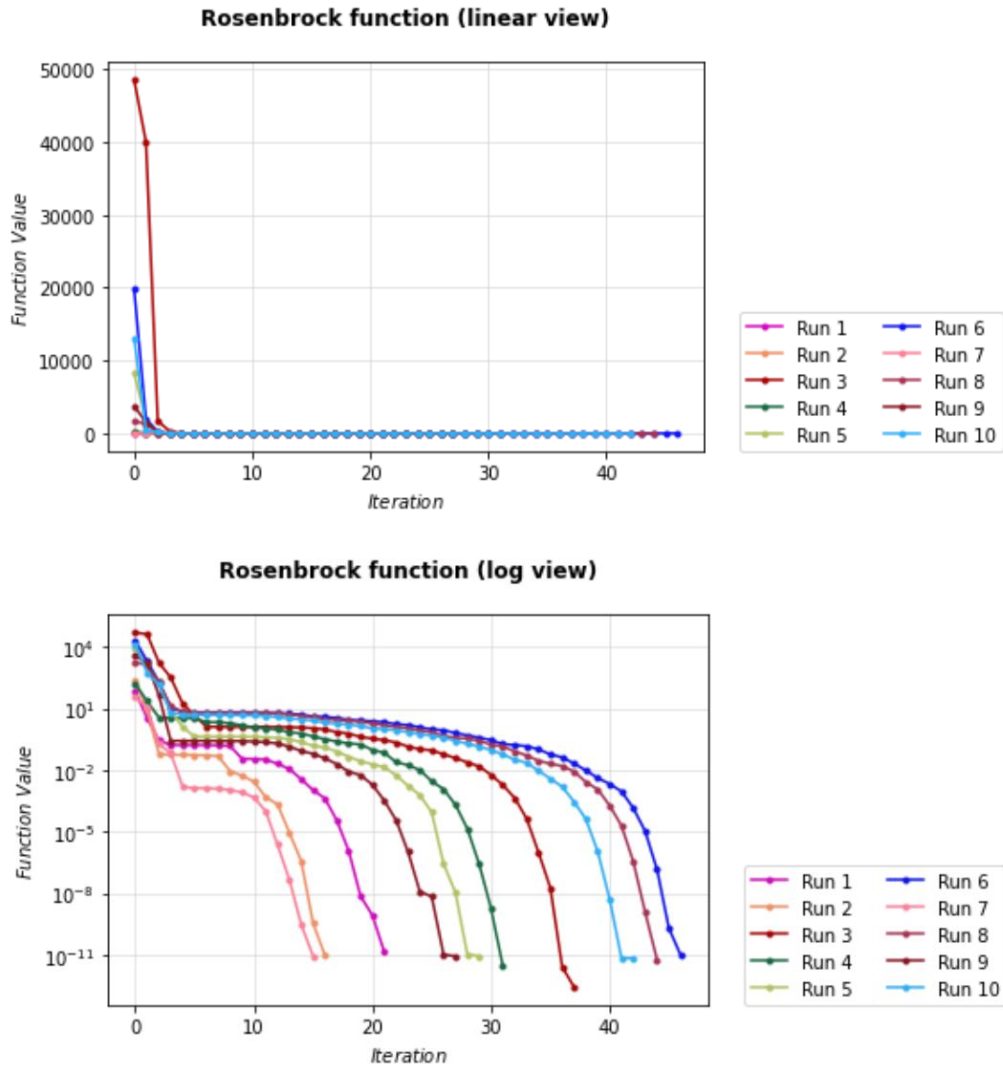 Rosenbrock function (linear view)
50000
40000
30000
20000
10000
0
Function Value
0 10 20 30 40
Iteration
Run 1 Run 6
Run 2 Run 7
Run 3 Run 8
Run 4 Run 9
Run 5 Run 10
Rosenbrock function (log view)
10⁴
10¹
10⁻²
10⁻⁵
10⁻⁸
10⁻¹¹
Function Value
0 10 20 30 40
Iteration
Run 1 Run 6
Run 2 Run 7
Run 3 Run 8
Run 4 Run 9
Run 5 Run 10